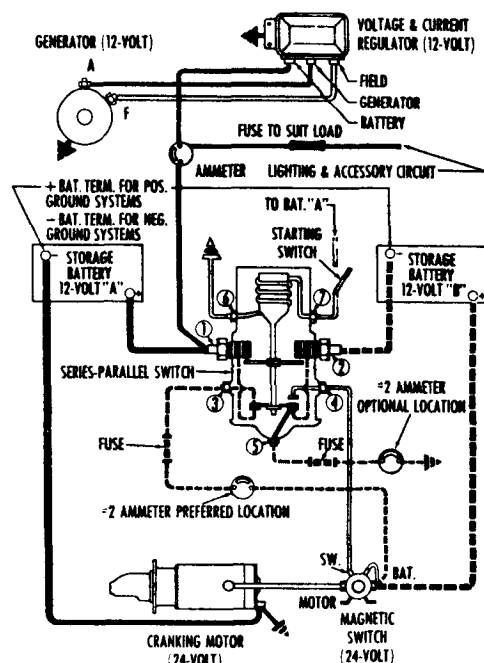 VOLTAGE & CURRENT
REGULATOR (12-VOLT)
GENERATOR (12-VOLT)
A
F
FIELD
GENERATOR
BATTERY
FUSE TO SUIT LOAD
AMMETER
LIGHTING & ACCESSORY CIRCUIT
+ BAT. TERM. FOR POS.
GROUND SYSTEMS
- BAT. TERM. FOR NEG.
GROUND SYSTEMS
TO BAT. "A"
STARTING
SWITCH
STORAGE
BATTERY
12-VOLT "A"
-
+
STORAGE
BATTERY
12-VOLT "B"
-
+
6
7
1
2
SERIES-PARALLEL SWITCH
3
4
5
=2 AMMETER
OPTIONAL LOCATION
FUSE
FUSE
=2 AMMETER PREFERRED LOCATION
SW.
BAT.
MOTOR
MAGNETIC
SWITCH
(24-VOLT)
CRANKING MOTOR
(24-VOLT)